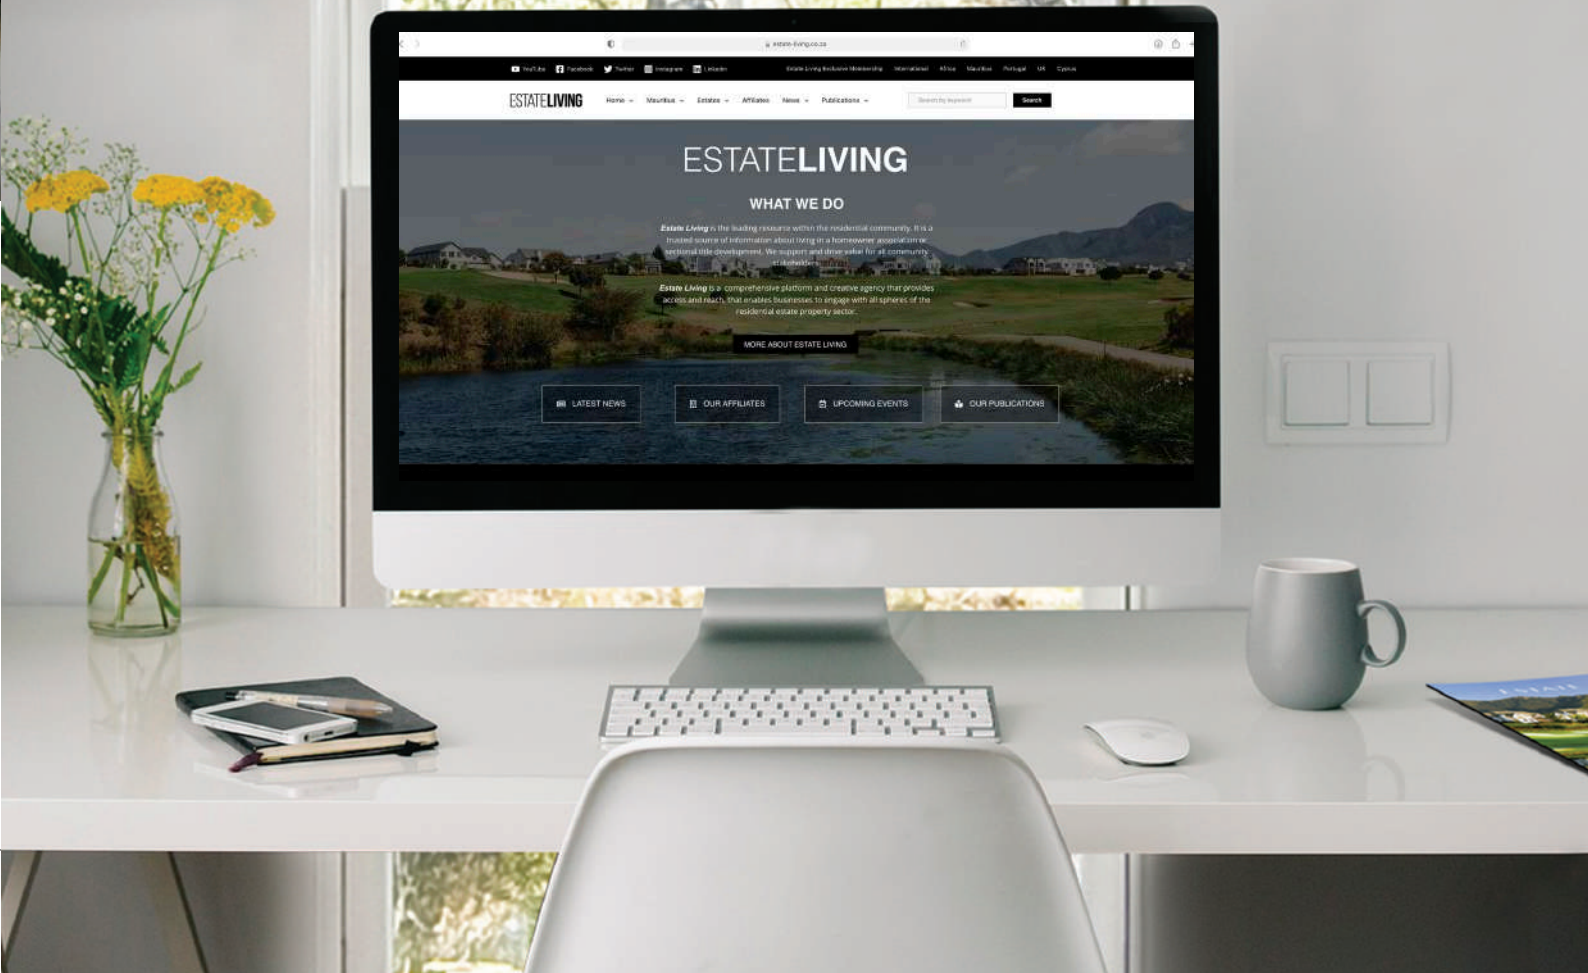 estate-living.co.za
YouTube Facebook Twitter Instagram Linkedin Estate Living Exclusive Membership International Africa Mauritius Portugal UK Cyprus
ESTATELIVING Home Mauritius Estates Affiliates News Publications Search by keyword Search
ESTATELIVING
WHAT WE DO
Estate Living is the leading resource within the residential community. It is a
trusted source of information about living in a homeowner association or
sectional title development. We support and drive value for all community
stakeholders.
Estate Living is a comprehensive platform and creative agency that provides
access and reach, that enables businesses to engage with all spheres of the
residential estate property sector.
MORE ABOUT ESTATE LIVING
LATEST NEWS OUR AFFILIATES UPCOMING EVENTS OUR PUBLICATIONS
ESTATE